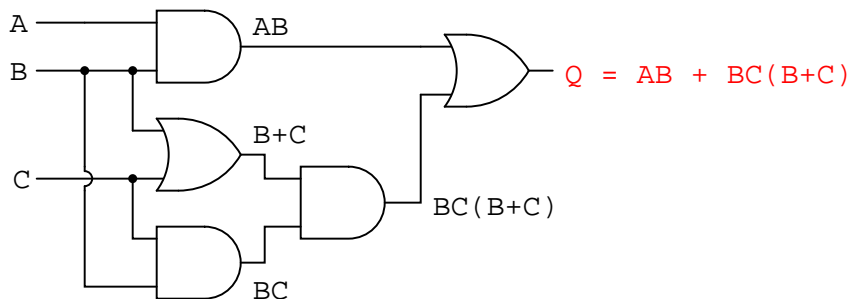 A
AB
B
Q = AB + BC(B+C)
B+C
C
BC(B+C)
BC